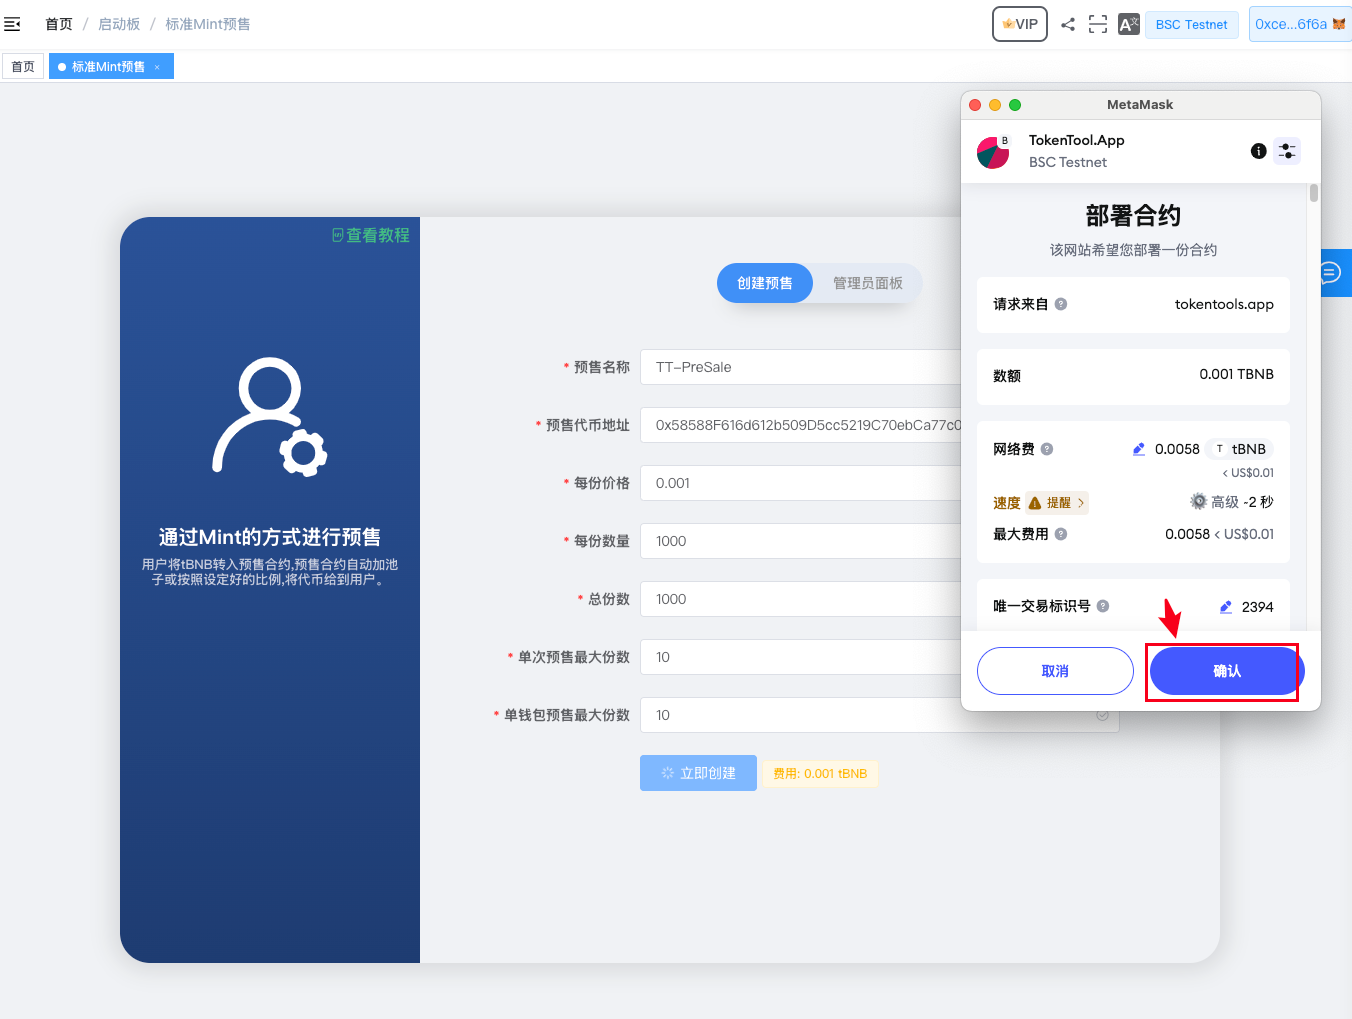 首页 / 启动板 / 标准Mint预售
VIP
BSC Testnet
0xce...6f6a
首页
标准Mint预售 ×
查看教程
通过Mint的方式进行预售
用户将tBNB转入预售合约,预售合约自动加池
子或按照设定好的比例,将代币给到用户。
创建预售
管理员面板
* 预售名称
TT-PreSale
* 预售代币地址
0x58588F616d612b509D5cc5219C70ebCa77c0
* 每份价格
0.001
* 每份数量
1000
* 总份数
1000
* 单次预售最大份数
10
* 单钱包预售最大份数
10
立即创建
费用: 0.001 tBNB
MetaMask
B
TokenTool.App
BSC Testnet
部署合约
该网站希望您部署一份合约
请求来自
tokentools.app
数额
0.001 TBNB
网络费
0.0058
T
tBNB
< US$0.01
速度
提醒
高级 ~2 秒
最大费用
0.0058 < US$0.01
唯一交易标识号
2394
取消
确认